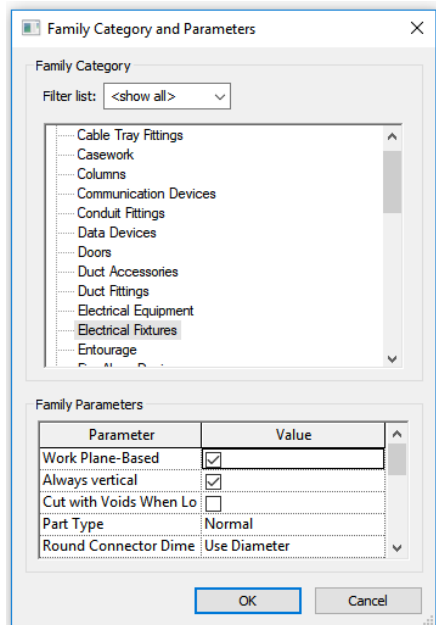 Family Category and Parameters
Family Category
Filter list: <show all>
Cable Tray Fittings
Casework
Columns
Communication Devices
Conduit Fittings
Data Devices
Doors
Duct Accessories
Duct Fittings
Electrical Equipment
Electrical Fixtures
Entourage
Family Parameters
Parameter Value
Work Plane-Based
Always vertical
Cut with Voids When Lo
Part Type Normal
Round Connector Dime Use Diameter
OK Cancel